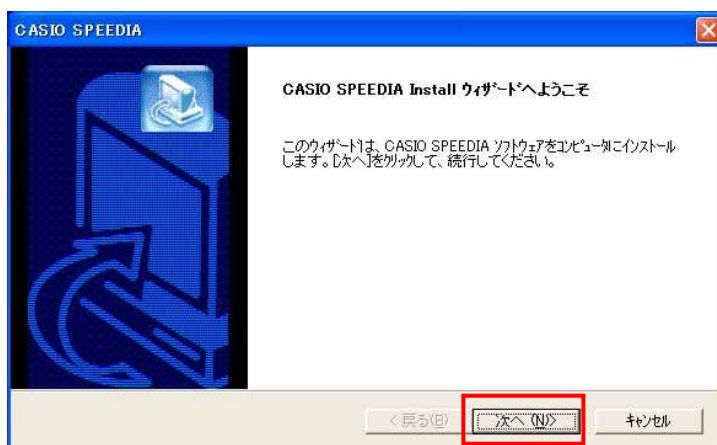 CASIO SPEEDIA
CASIO SPEEDIA Install ウィザードへようこそ
このウィザードは、CASIO SPEEDIA ソフトウェアをコンピュータにインストール
します。[次へ]をクリックして、続行してください。
< 戻る(B)
次へ (N)>
キャンセル